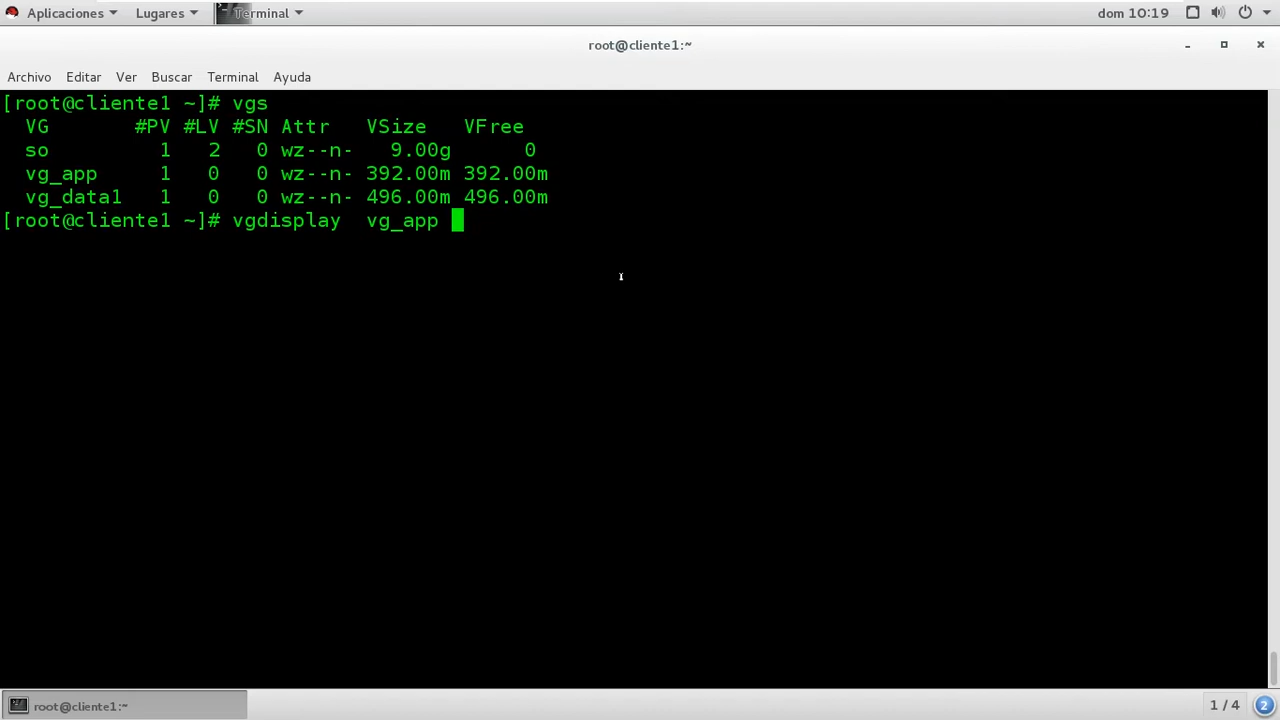 Aplicaciones Lugares Terminal dom 10:19
root@cliente1:~
Archivo Editar Ver Buscar Terminal Ayuda
[root@cliente1 ~]# vgs
  VG       #PV #LV #SN Attr   VSize   VFree
  so         1   2   0 wz--n-   9.00g      0
  vg_app     1   0   0 wz--n- 392.00m 392.00m
  vg_data1   1   0   0 wz--n- 496.00m 496.00m
[root@cliente1 ~]# vgdisplay  vg_app
root@cliente1:~ 1 / 4 2